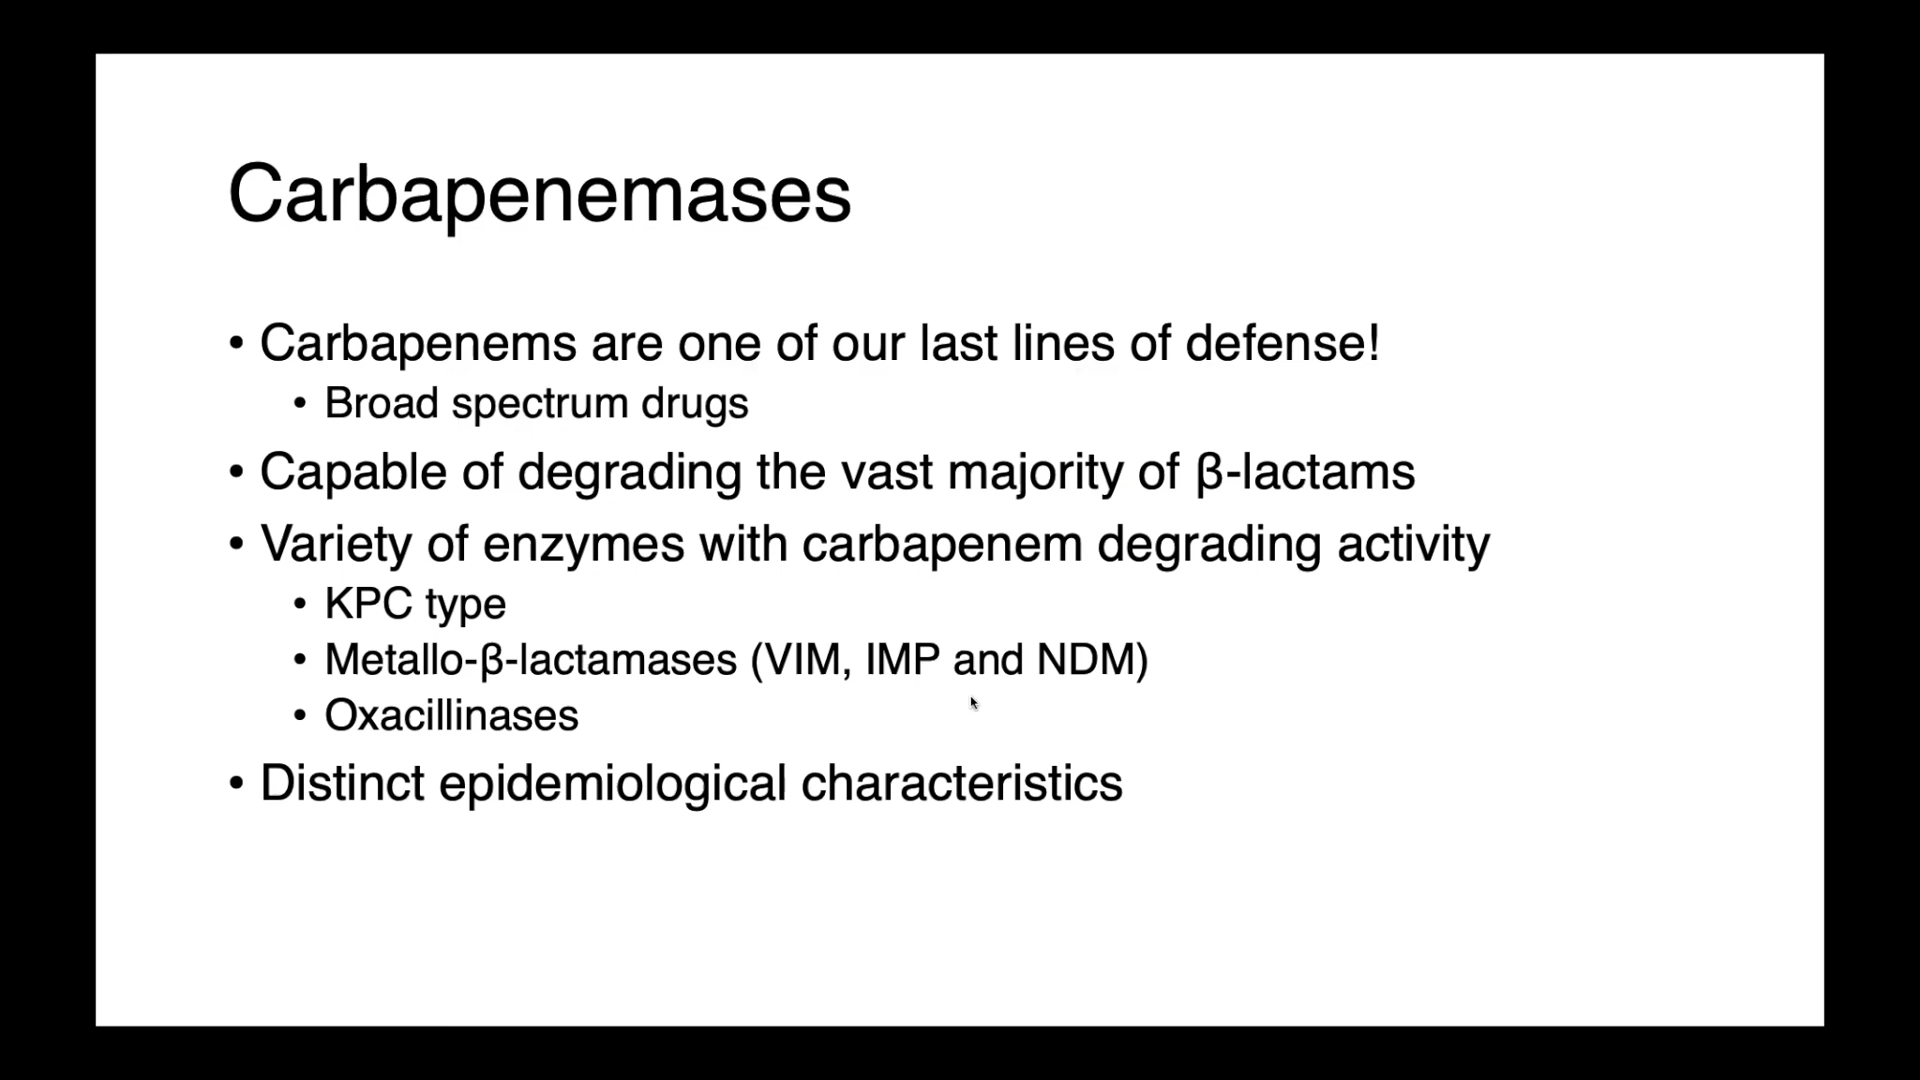 Carbapenemases
• Carbapenems are one of our last lines of defense!
• Broad spectrum drugs
• Capable of degrading the vast majority of β-lactams
• Variety of enzymes with carbapenem degrading activity
• KPC type
• Metallo-β-lactamases (VIM, IMP and NDM)
• Oxacillinases
• Distinct epidemiological characteristics